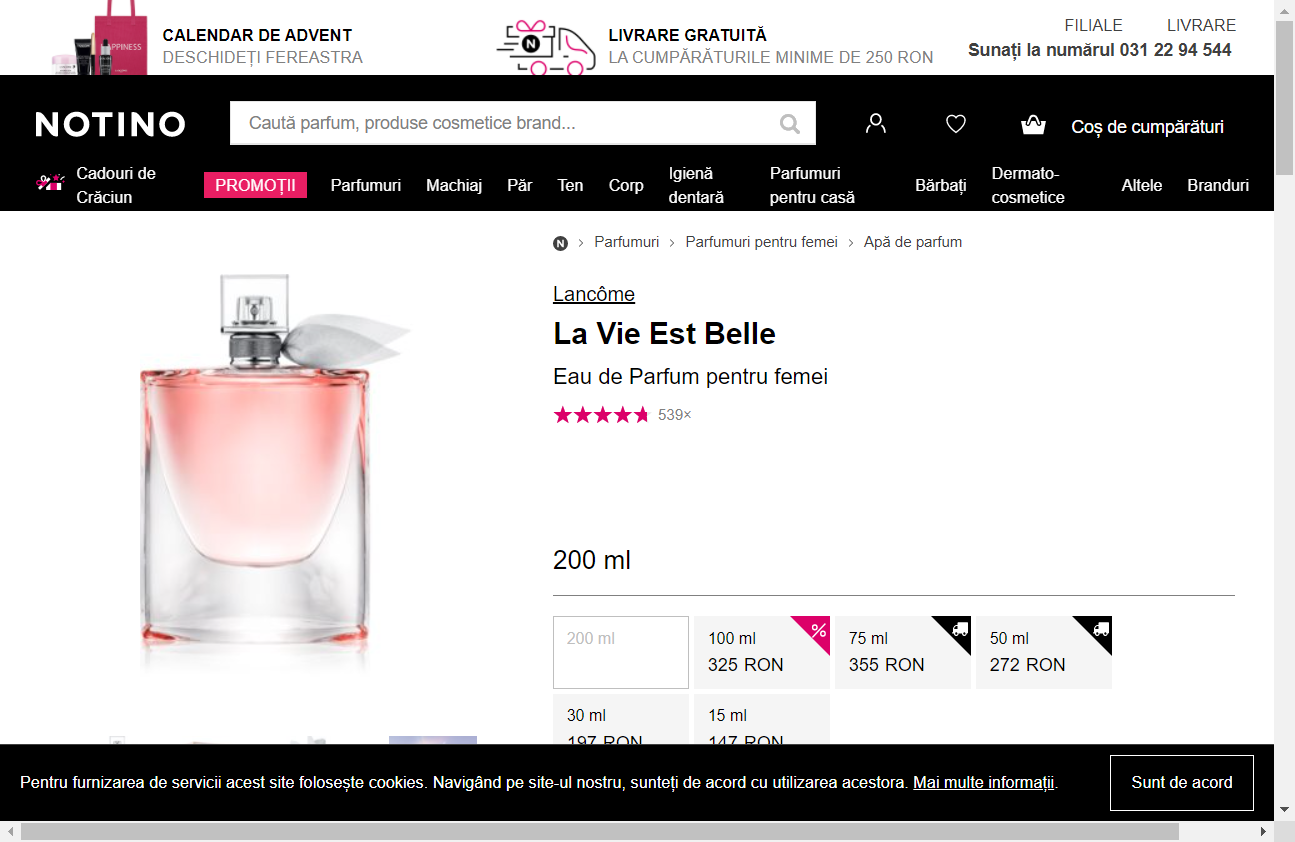 CALENDAR DE ADVENT
DESCHIDEȚI FEREASTRA
LIVRARE GRATUITĂ
LA CUMPĂRĂTURILE MINIME DE 250 RON
FILIALE LIVRARE
Sunați la numărul 031 22 94 544
NOTINO
Caută parfum, produse cosmetice brand...
Coș de cumpărături
Cadouri de Crăciun
PROMOȚII
Parfumuri
Machiaj
Păr
Ten
Corp
Igienă dentară
Parfumuri pentru casă
Bărbați
Dermato-cosmetice
Altele
Branduri
N › Parfumuri › Parfumuri pentru femei › Apă de parfum
Lancôme
La Vie Est Belle
Eau de Parfum pentru femei
539×
200 ml
200 ml
100 ml
325 RON
%
75 ml
355 RON
50 ml
272 RON
30 ml
197 RON
15 ml
147 RON
Pentru furnizarea de servicii acest site folosește cookies. Navigând pe site-ul nostru, sunteți de acord cu utilizarea acestora. Mai multe informații.
Sunt de acord